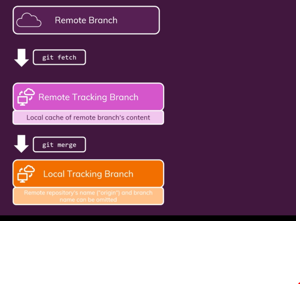 Remote Branch
git fetch
Remote Tracking Branch
Local cache of remote branch's content
git merge
Local Tracking Branch
Remote repository's name ("origin") and branch
name can be omitted